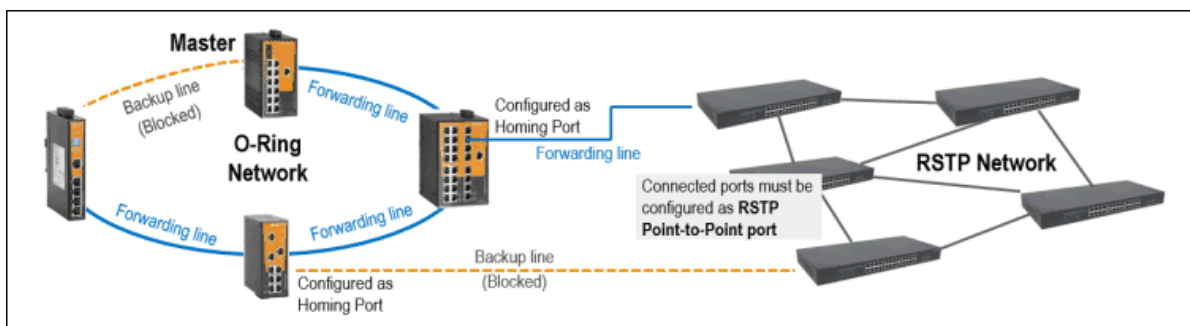 Master
Backup line
(Blocked)
Forwarding line
O-Ring
Network
Configured as
Homing Port
Forwarding line
RSTP Network
Connected ports must be
configured as RSTP
Point-to-Point port
Forwarding line
Forwarding line
Configured as
Homing Port
Backup line
(Blocked)